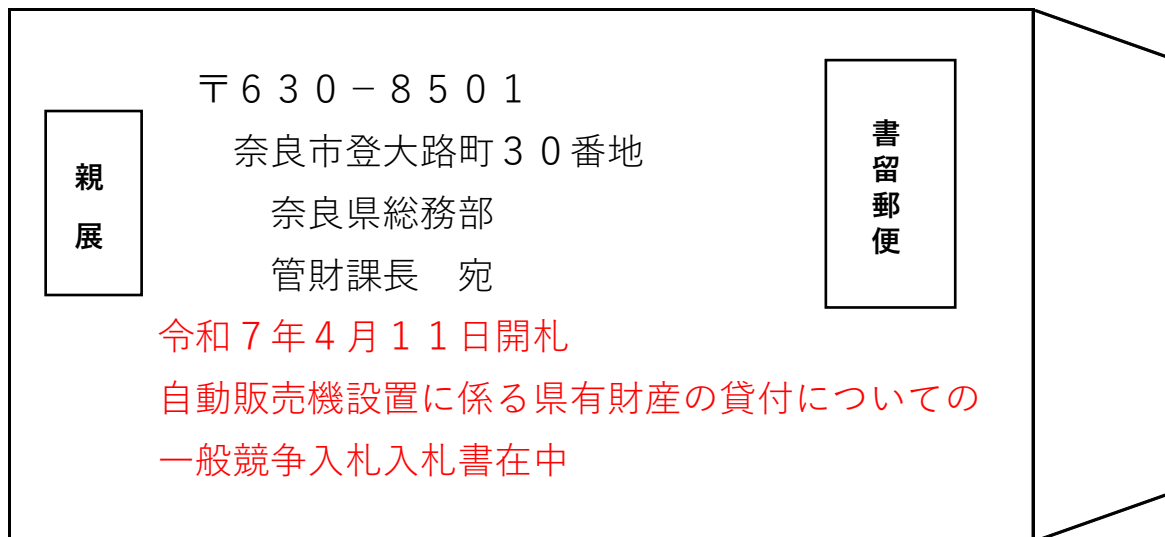 〒６３０－８５０１
奈良市登大路町３０番地
奈良県総務部
管財課長　宛
親展
書留郵便
令和７年４月１１日開札
自動販売機設置に係る県有財産の貸付についての
一般競争入札入札書在中